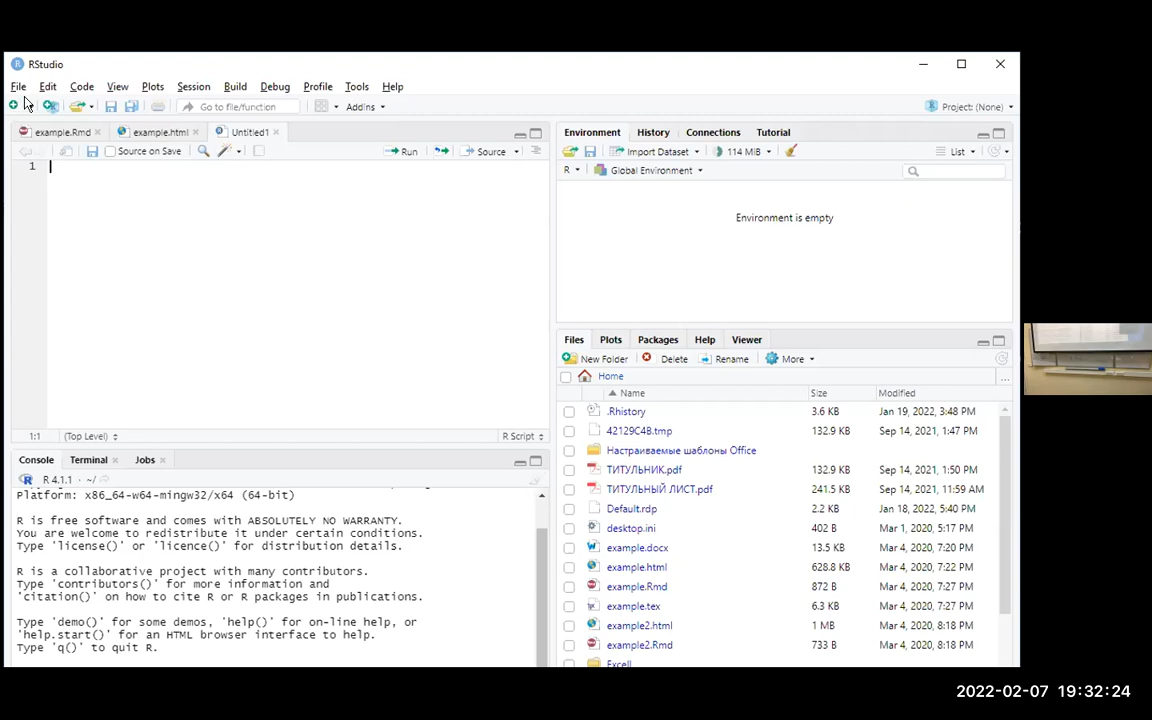 RStudio
File Edit Code View Plots Session Build Debug Profile Tools Help
Go to file/function Addins Project: (None)
example.Rmd example.html Untitled1
Source on Save Run Source
1
1:1 (Top Level) R Script
Console Terminal Jobs
R 4.1.1 · ~/
Platform: x86_64-w64-mingw32/x64 (64-bit)
R is free software and comes with ABSOLUTELY NO WARRANTY.
You are welcome to redistribute it under certain conditions.
Type 'license()' or 'licence()' for distribution details.
R is a collaborative project with many contributors.
Type 'contributors()' for more information and
'citation()' on how to cite R or R packages in publications.
Type 'demo()' for some demos, 'help()' for on-line help, or
'help.start()' for an HTML browser interface to help.
Type 'q()' to quit R.
Environment History Connections Tutorial
Import Dataset 114 MiB List
R Global Environment
Environment is empty
Files Plots Packages Help Viewer
New Folder Delete Rename More
Home ...
Name Size Modified
.Rhistory 3.6 KB Jan 19, 2022, 3:48 PM
42129C4B.tmp 132.9 KB Sep 14, 2021, 1:47 PM
Настраиваемые шаблоны Office
ТИТУЛЬНИК.pdf 132.9 KB Sep 14, 2021, 1:50 PM
ТИТУЛЬНЫЙ ЛИСТ.pdf 241.5 KB Sep 14, 2021, 11:59 AM
Default.rdp 2.2 KB Jan 18, 2022, 5:40 PM
desktop.ini 402 B Mar 1, 2020, 5:17 PM
example.docx 13.5 KB Mar 4, 2020, 7:20 PM
example.html 628.8 KB Mar 4, 2020, 7:22 PM
example.Rmd 872 B Mar 4, 2020, 7:27 PM
example.tex 6.3 KB Mar 4, 2020, 7:27 PM
example2.html 1 MB Mar 4, 2020, 8:18 PM
example2.Rmd 733 B Mar 4, 2020, 8:18 PM
Excell
2022-02-07 19:32:24